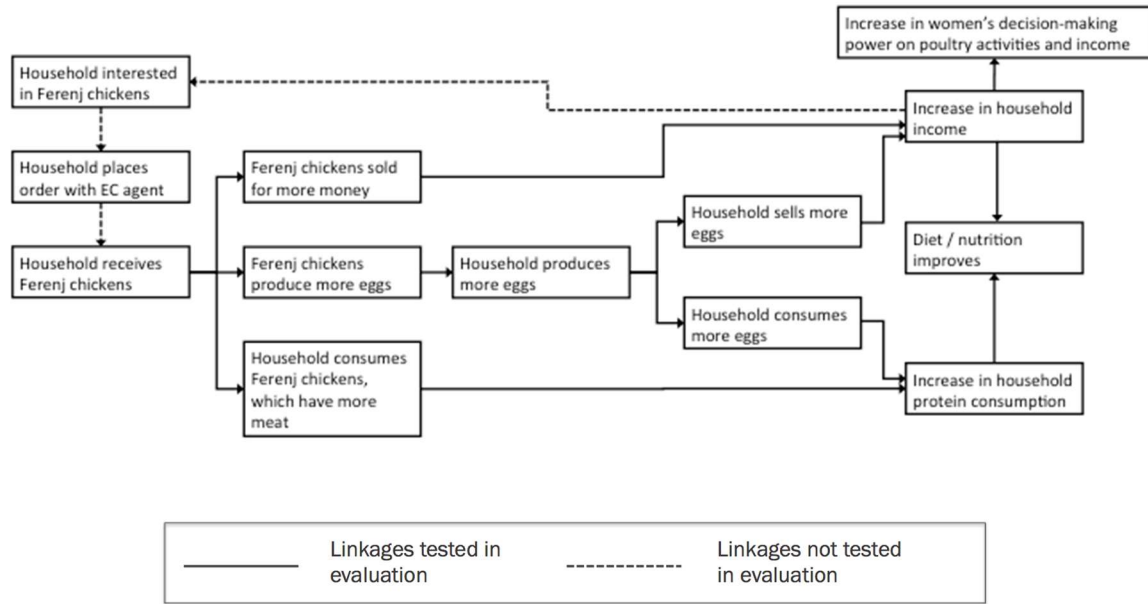 Increase in women's decision-making
power on poultry activities and income
Household interested
in Ferenj chickens
Increase in household
income
Household places
order with EC agent
Ferenj chickens sold
for more money
Household sells more
eggs
Diet / nutrition
improves
Household receives
Ferenj chickens
Ferenj chickens
produce more eggs
Household produces
more eggs
Household consumes
more eggs
Household consumes
Ferenj chickens,
which have more
meat
Increase in household
protein consumption
Linkages tested in
evaluation
Linkages not tested
in evaluation